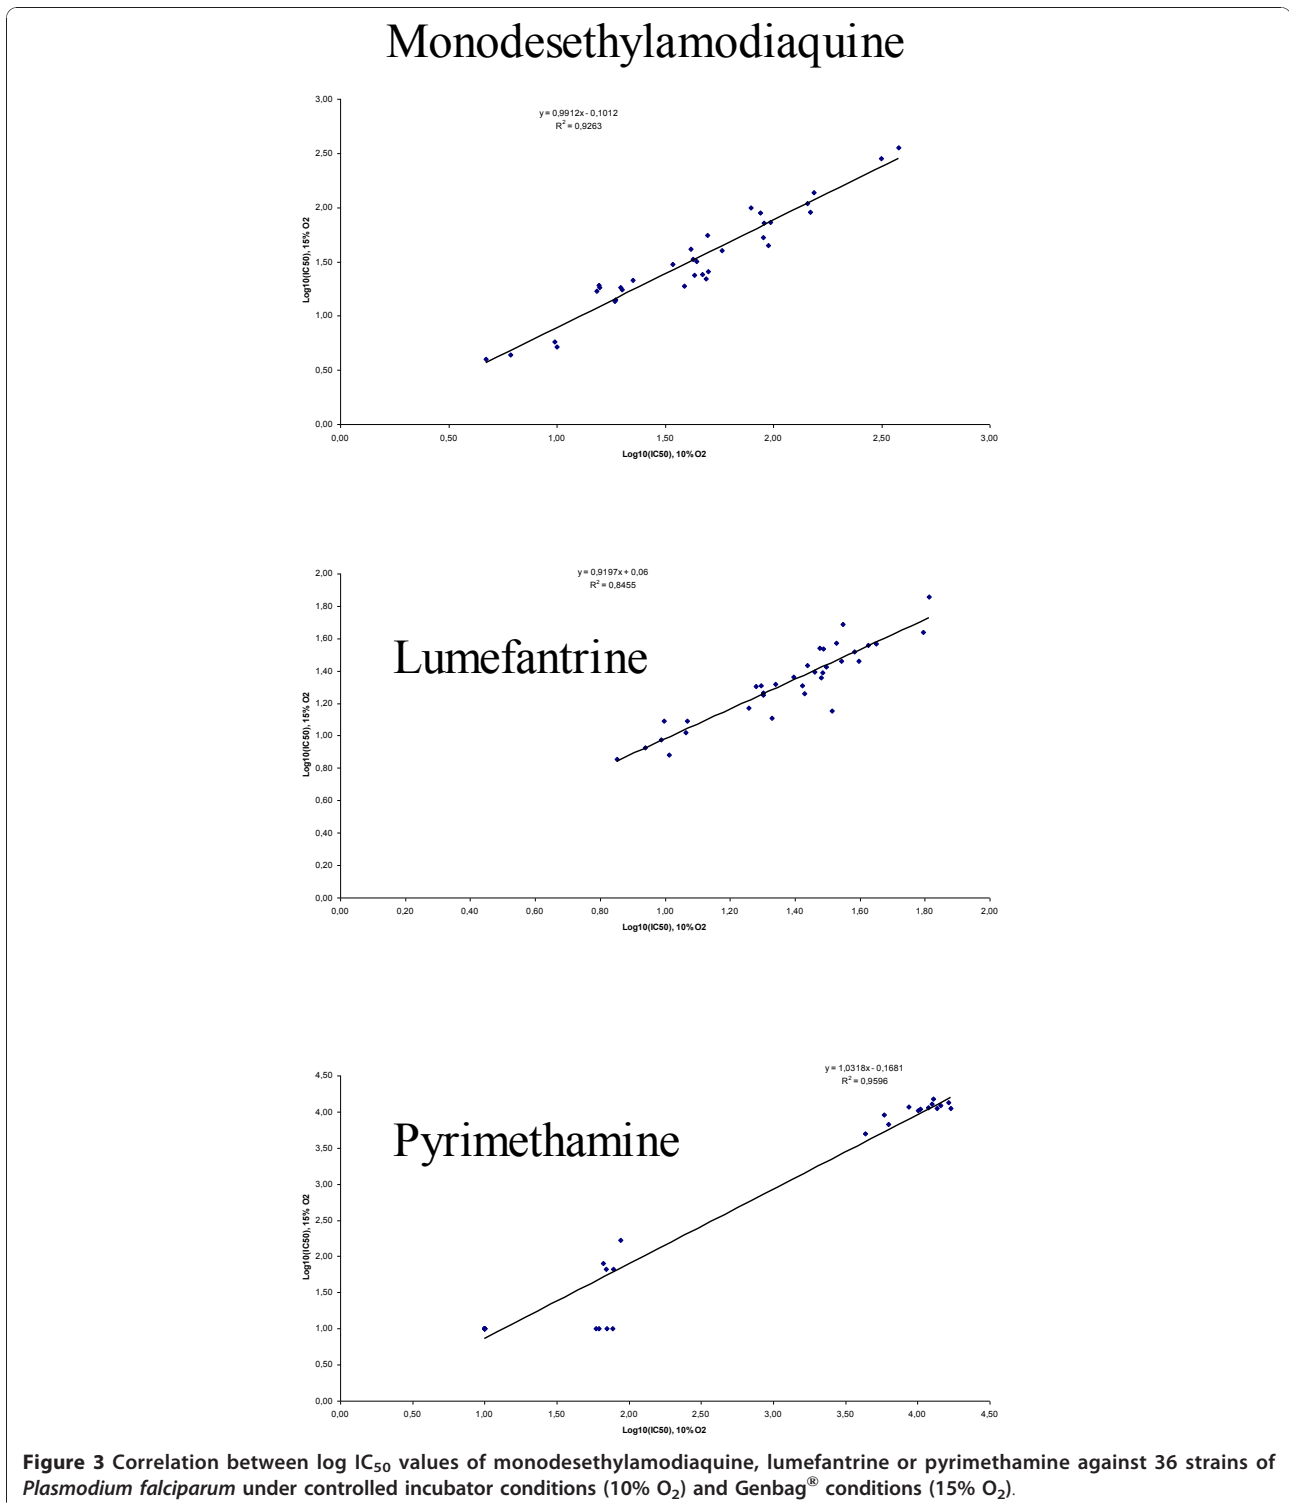 Monodesethylamodiaquine
3,00
y = 0,9912x - 0,1012
R² = 0,9263
2,50
2,00
1,50
1,00
0,50
0,00
Log10(IC50), 15% O2
0,00 0,50 1,00 1,50 2,00 2,50 3,00
Log10(IC50), 10%O2
2,00
y = 0,9197x + 0,06
R² = 0,8455
1,80
1,60
Lumefantrine
1,40
1,20
1,00
0,80
0,60
0,40
0,20
0,00
Log10(IC50), 15% O2
0,00 0,20 0,40 0,60 0,80 1,00 1,20 1,40 1,60 1,80 2,00
Log10(IC50), 10%O2
y = 1,0318x - 0,1681
R² = 0,9596
4,50
4,00
Pyrimethamine
3,50
3,00
2,50
2,00
1,50
1,00
0,50
0,00
Log10(IC50), 15% O2
0,00 0,50 1,00 1,50 2,00 2,50 3,00 3,50 4,00 4,50
Log10(IC50), 10%O2
Figure 3 Correlation between log IC₅₀ values of monodesethylamodiaquine, lumefantrine or pyrimethamine against 36 strains of
Plasmodium falciparum under controlled incubator conditions (10% O₂) and Genbag® conditions (15% O₂).